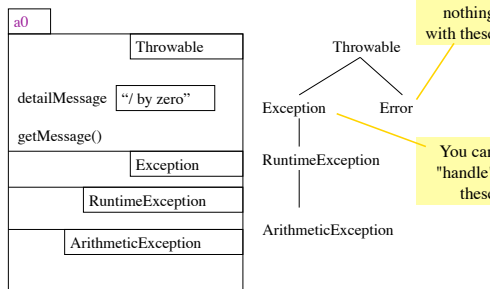 a0
Throwable
detailMessage “/ by zero”
getMessage()
Exception
RuntimeException
ArithmeticException
Throwable
Exception Error
RuntimeException
ArithmeticException
nothing
with these
You can
"handle"
these